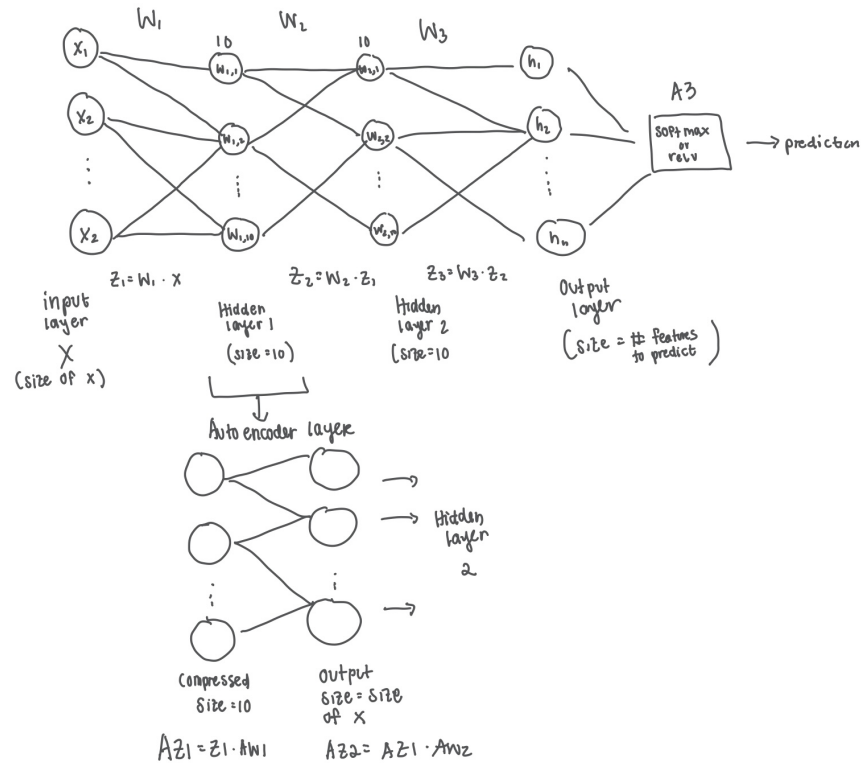 W₁ W₂ W₃
10 10
X₁ W₁,₁ W₂,₁ h₁
A3
X₂ W₁,₂ W₂,₂ h₂
softmax
or
relu
→ prediction
X₂ W₁,₁₀ W₂,ₙ hₙ
Z₁=W₁·X Z₂=W₂·Z₁ Z₃=W₃·Z₂
input
layer
X
(size of x)
Hidden
layer 1
(size=10)
Hidden
layer 2
(size=10
Output
layer
(size = # features
to predict)
Autoencoder layer
Hidden
layer
2
Compressed
size=10
output
size=size
of x
AZ1=Z1·AW1 AZ2= AZ1·AW2